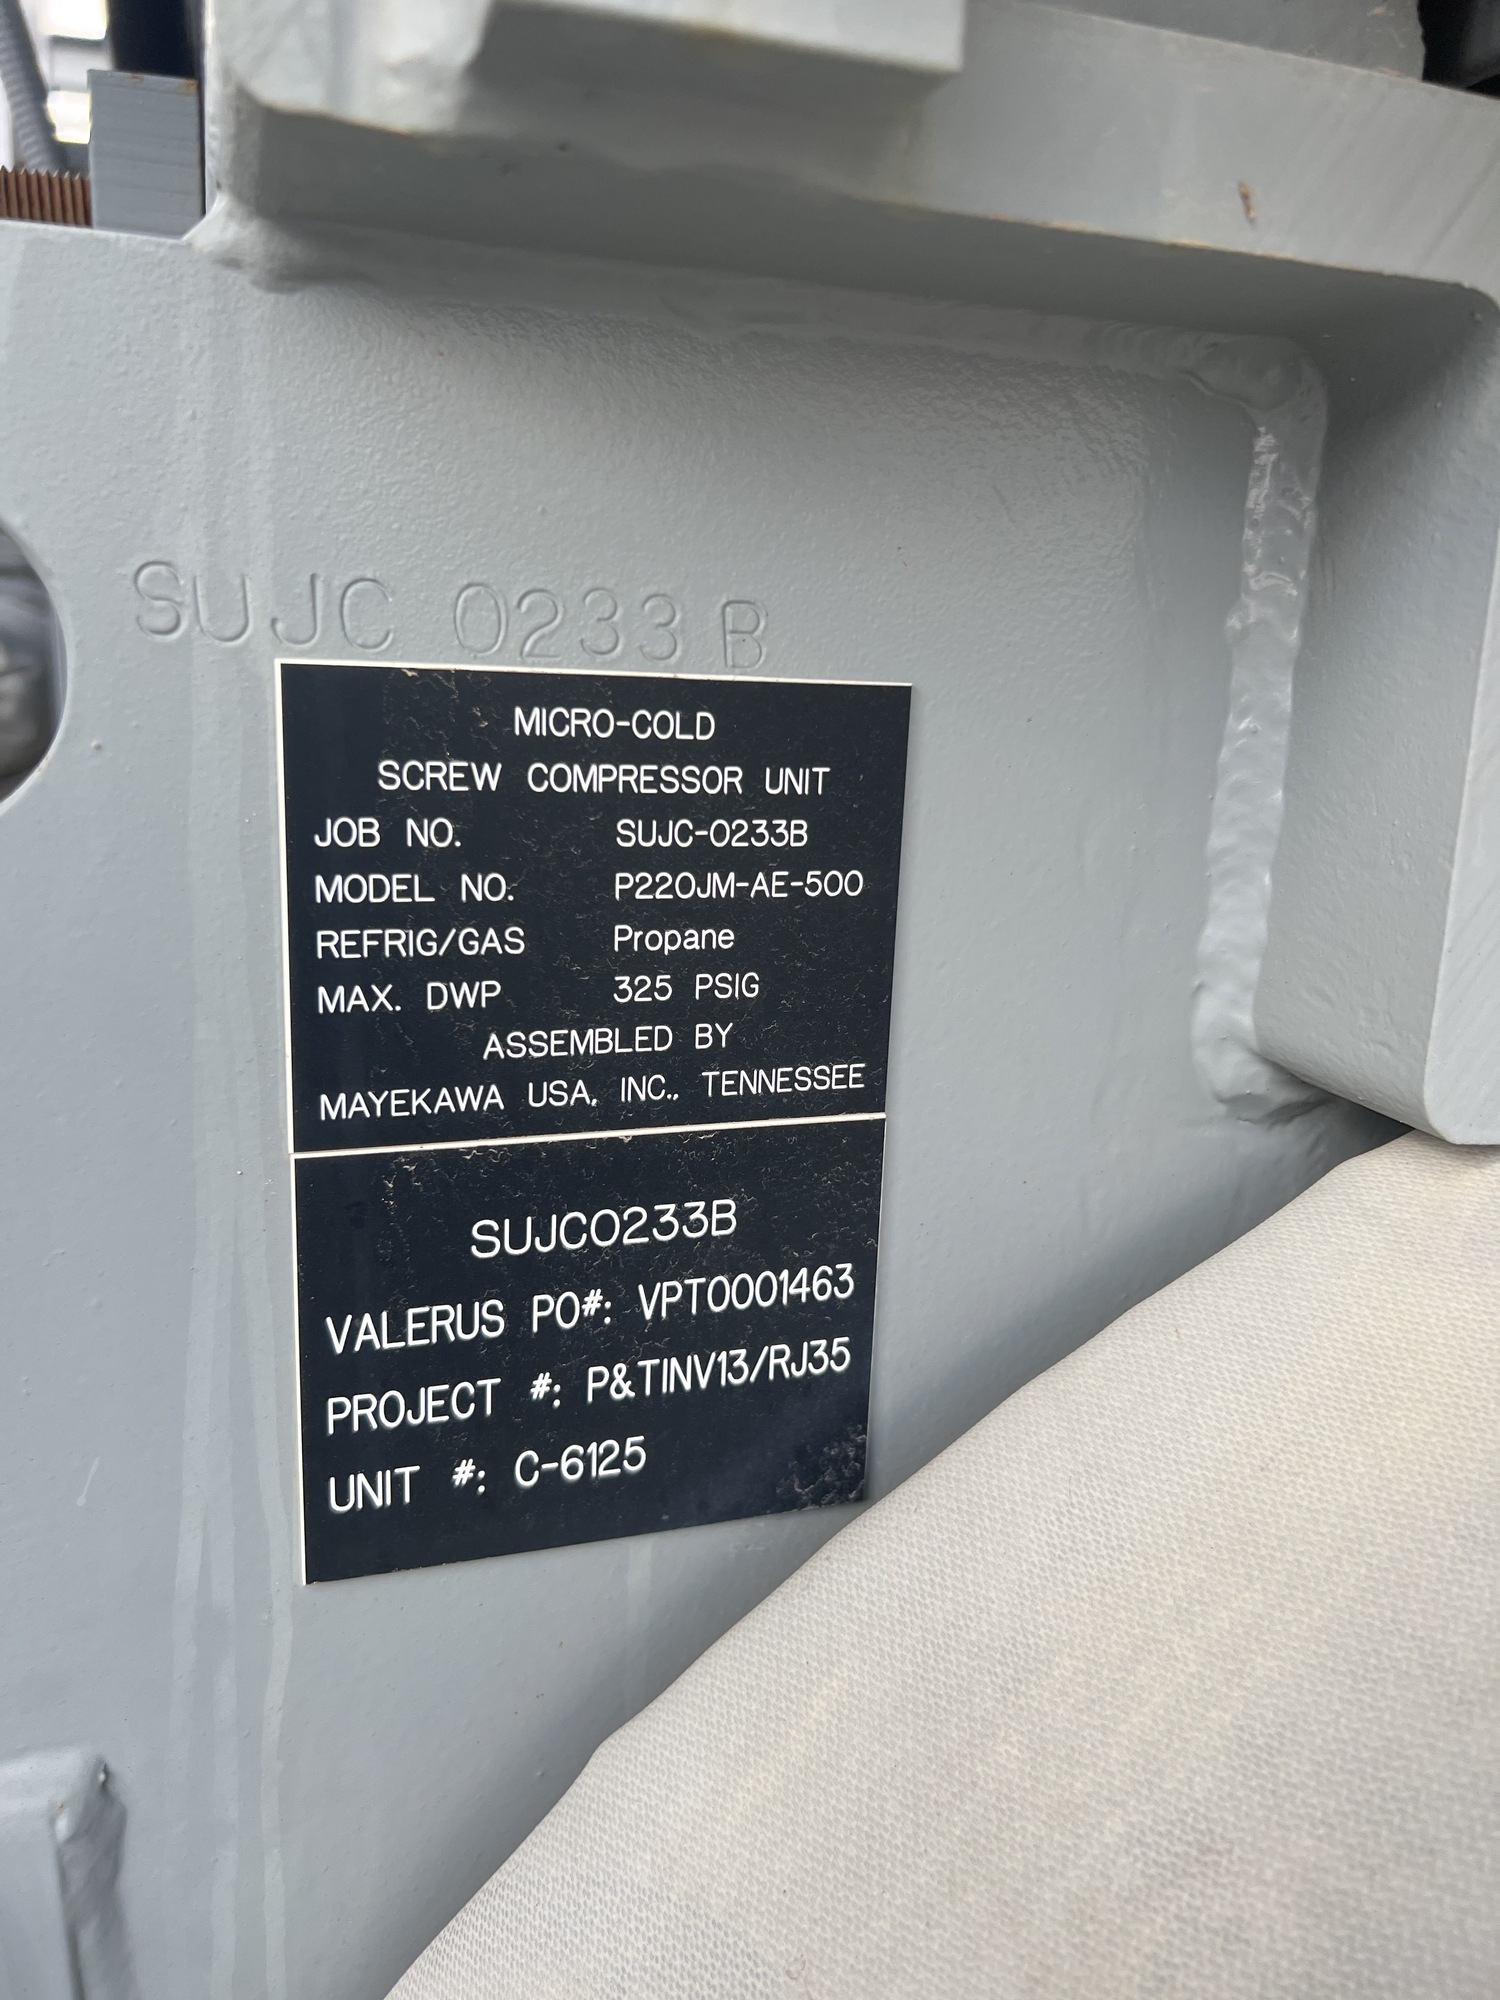 SUJC 0233 B
MICRO-COLD
SCREW COMPRESSOR UNIT
JOB NO. SUJC-0233B
MODEL NO. P220JM-AE-500
REFRIG/GAS Propane
MAX. DWP 325 PSIG
ASSEMBLED BY
MAYEKAWA USA, INC., TENNESSEE
SUJC0233B
VALERUS PO#: VPT0001463
PROJECT #: P&TINV13/RJ35
UNIT #: C-6125